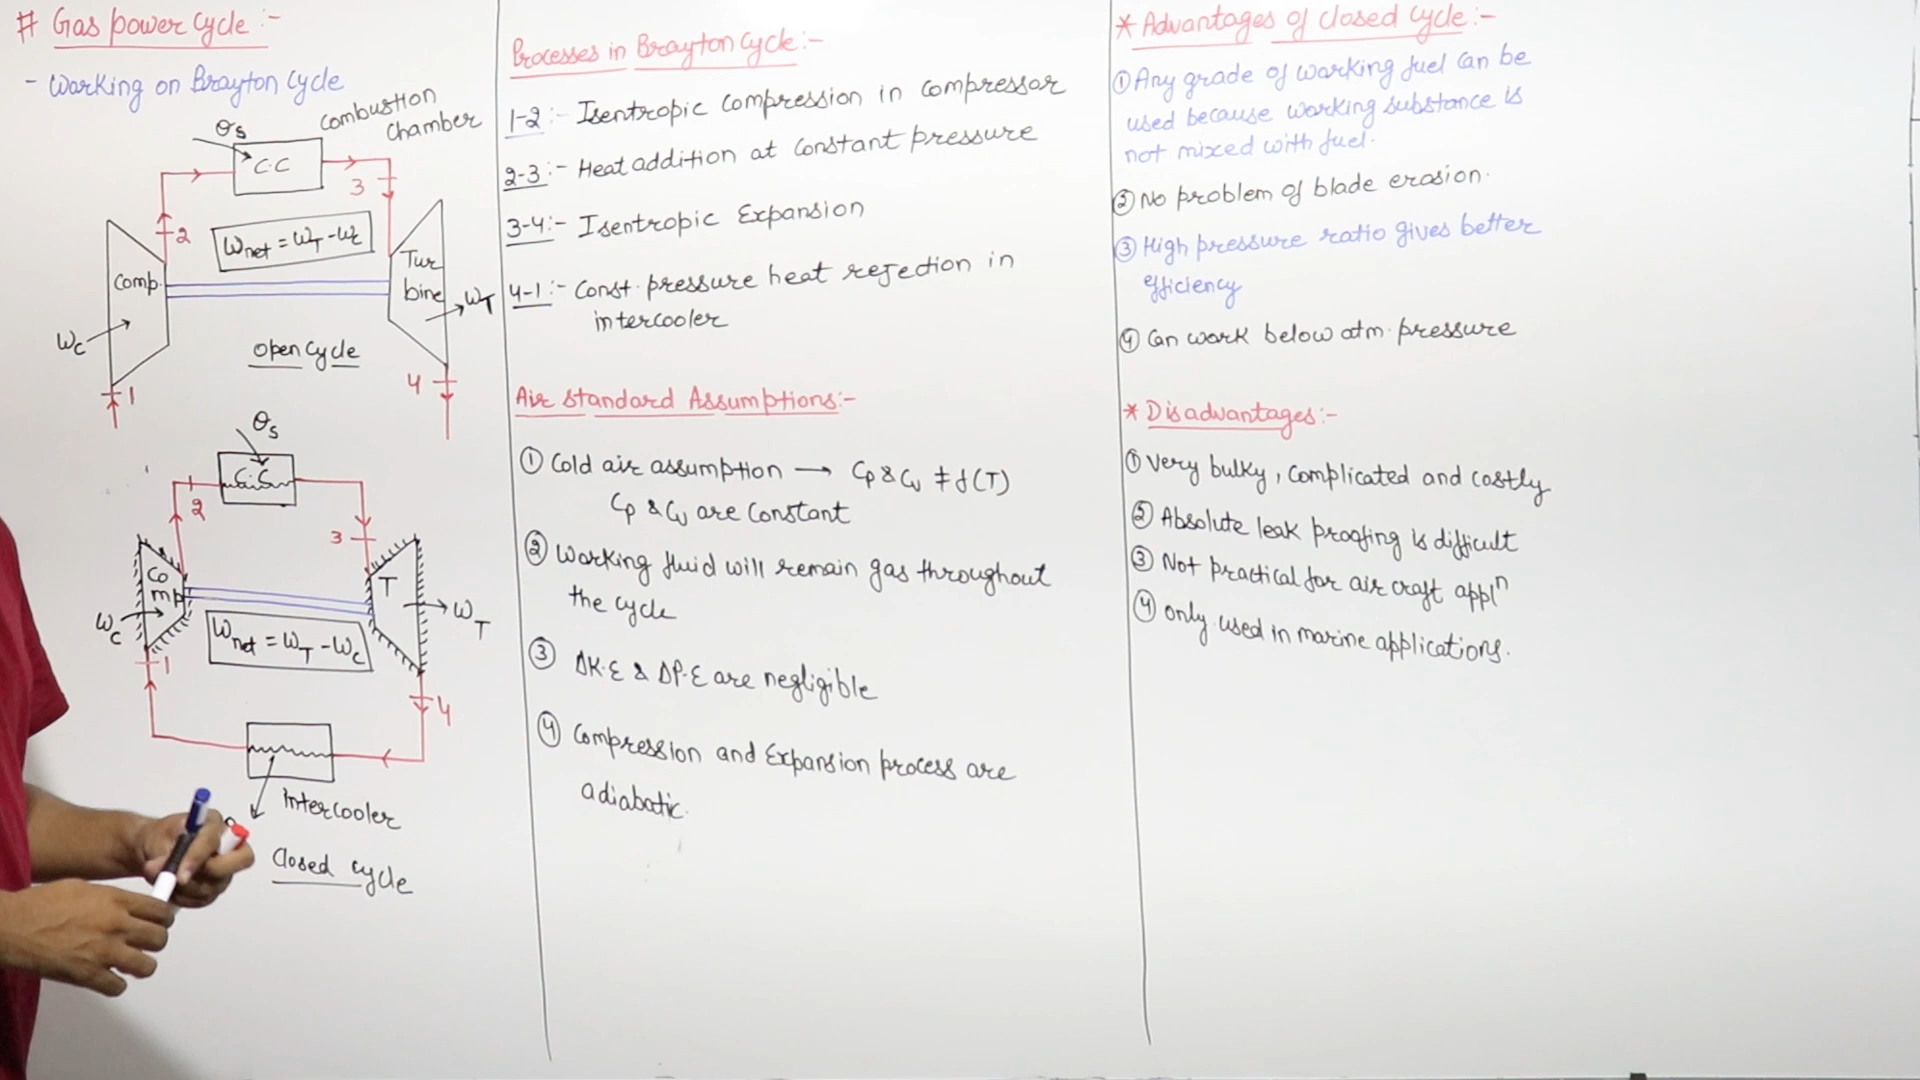 # Gas power cycle :-
- Working on Brayton Cycle
Combustion
chamber
Qs
C.C
3
2
Wnet = WT - Wc
Comp.
Tur
bine
WT
Wc
Open cycle
1
4
Qs
C.C
2
3
Co
mp
T
Wc
WT
Wnet = WT - Wc
1
4
Intercooler
Closed cycle
Processes in Brayton Cycle :-
1-2 :- Isentropic Compression in compressor
2-3 :- Heat addition at Constant pressure
3-4 :- Isentropic Expansion
4-1 :- Const. pressure heat rejection in
intercooler
Air standard Assumptions :-
① Cold air assumption → Cp & Cv ≠ f(T)
Cp & Cv are Constant
② Working fluid will remain gas throughout
the cycle
③ ΔK.E & ΔP.E are negligible
④ Compression and Expansion process are
adiabatic.
* Advantages of closed cycle :-
① Any grade of working fuel can be
used because working substance is
not mixed with fuel.
② No problem of blade erosion.
③ High pressure ratio gives better
efficiency
④ Can work below atm. pressure
* Disadvantages :-
① Very bulky, Complicated and costly
② Absolute leak proofing is difficult
③ Not practical for air craft applⁿ
④ only used in marine applications.